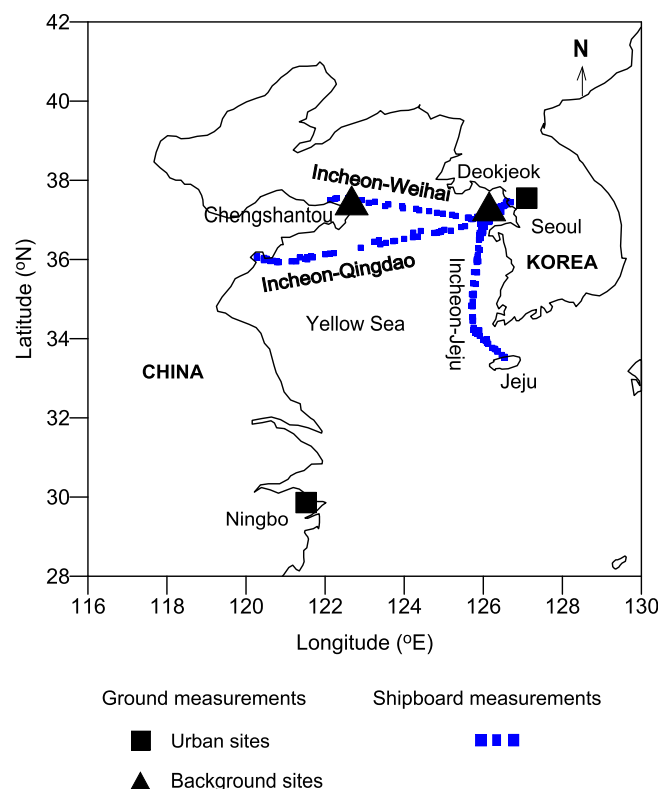 42
40
38
36
34
32
30
28
Latitude (ºN)
N
Deokjeok
Incheon-Weihai
Chengshantou
Seoul
KOREA
Incheon-Qingdao
Incheon-Jeju
Yellow Sea
CHINA
Jeju
Ningbo
116 118 120 122 124 126 128 130
Longitude (ºE)
Ground measurements Shipboard measurements
Urban sites
Background sites